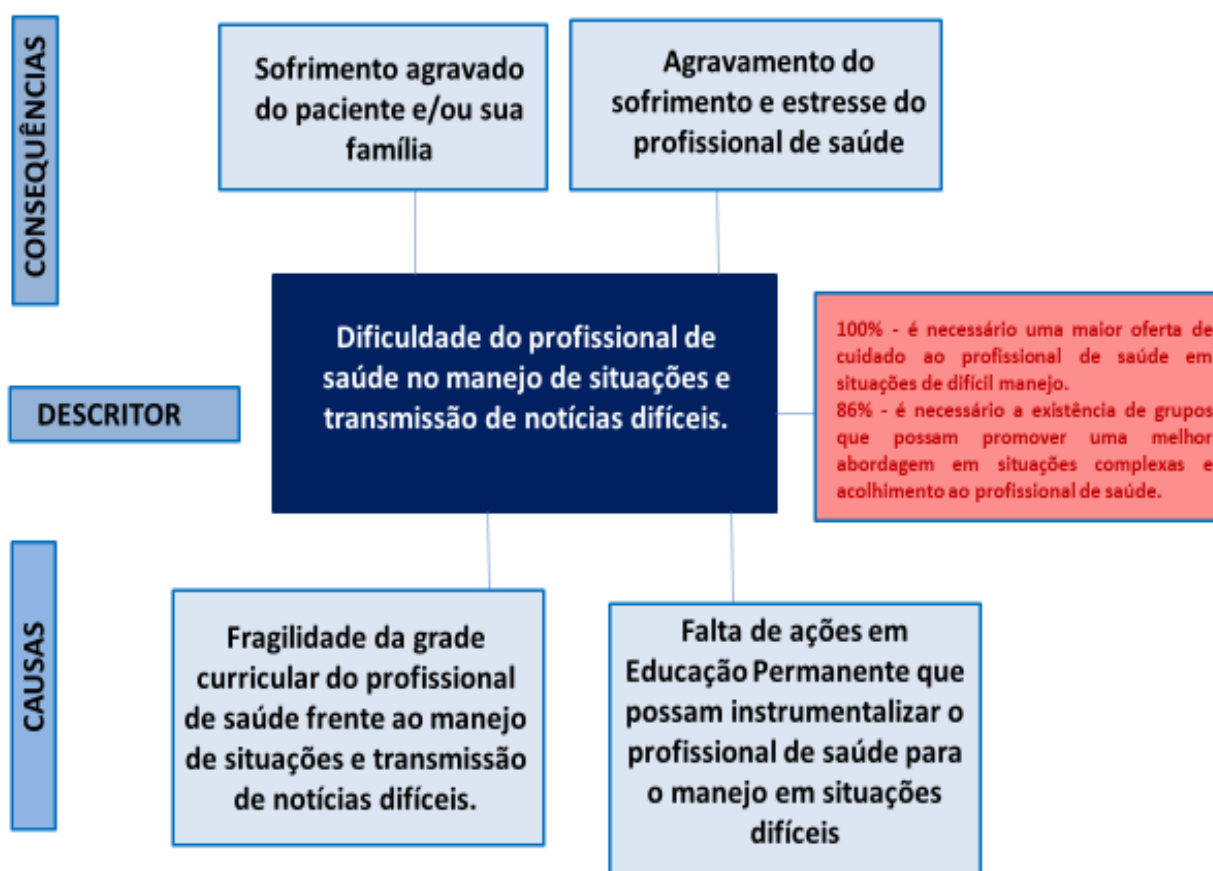 CONSEQUÊNCIAS
Sofrimento agravado
do paciente e/ou sua
família
Agravamento do
sofrimento e estresse do
profissional de saúde
DESCRITOR
Dificuldade do profissional de
saúde no manejo de situações e
transmissão de notícias difíceis.
100% - é necessário uma maior oferta de
cuidado ao profissional de saúde em
situações de difícil manejo.
86% - é necessário a existência de grupos
que possam promover uma melhor
abordagem em situações complexas e
acolhimento ao profissional de saúde.
CAUSAS
Fragilidade da grade
curricular do profissional
de saúde frente ao manejo
de situações e transmissão
de notícias difíceis.
Falta de ações em
Educação Permanente que
possam instrumentalizar o
profissional de saúde para
o manejo em situações
difíceis